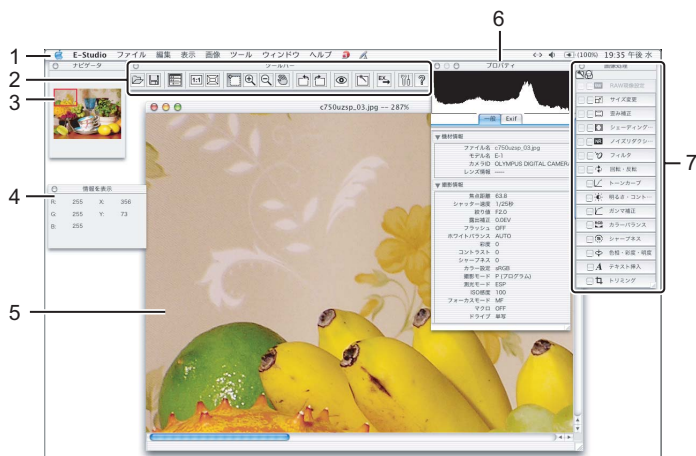 6
1
E-Studio ファイル 編集 表示 画像 ツール ウィンドウ ヘルプ (100%) 19:35 午後 水
2
ナビゲータ
ツールバー
プロパティ
画像処理
1:1
EX
?
3
c750uzsp_03.jpg -- 287%
一般 Exif
機材情報
ファイル名 c750uzsp_03.jpg
モデル名 E-1
カメラID OLYMPUS DIGITAL CAMERA
レンズ情報 ----
撮影情報
焦点距離 63.8
シャッター速度 1/25秒
絞り値 F2.0
露出補正 0.0EV
フラッシュ OFF
ホワイトバランス AUTO
彩度 0
コントラスト 0
シャープネス 0
カラー設定 sRGB
撮影モード P (プログラム)
測光モード ESP
ISO感度 100
フォーカスモード MF
マクロ OFF
ドライブ 単写
RAW現像設定
サイズ変更
歪み補正
シェーディング…
NR ノイズリダクシ…
フィルタ
回転・反転
トーンカーブ
明るさ・コント…
ガンマ補正
カラーバランス
シャープネス
色相・彩度・明度
A テキスト挿入
トリミング
7
4
情報を表示
R: 255 X: 356
G: 255 Y: 73
B: 255
5